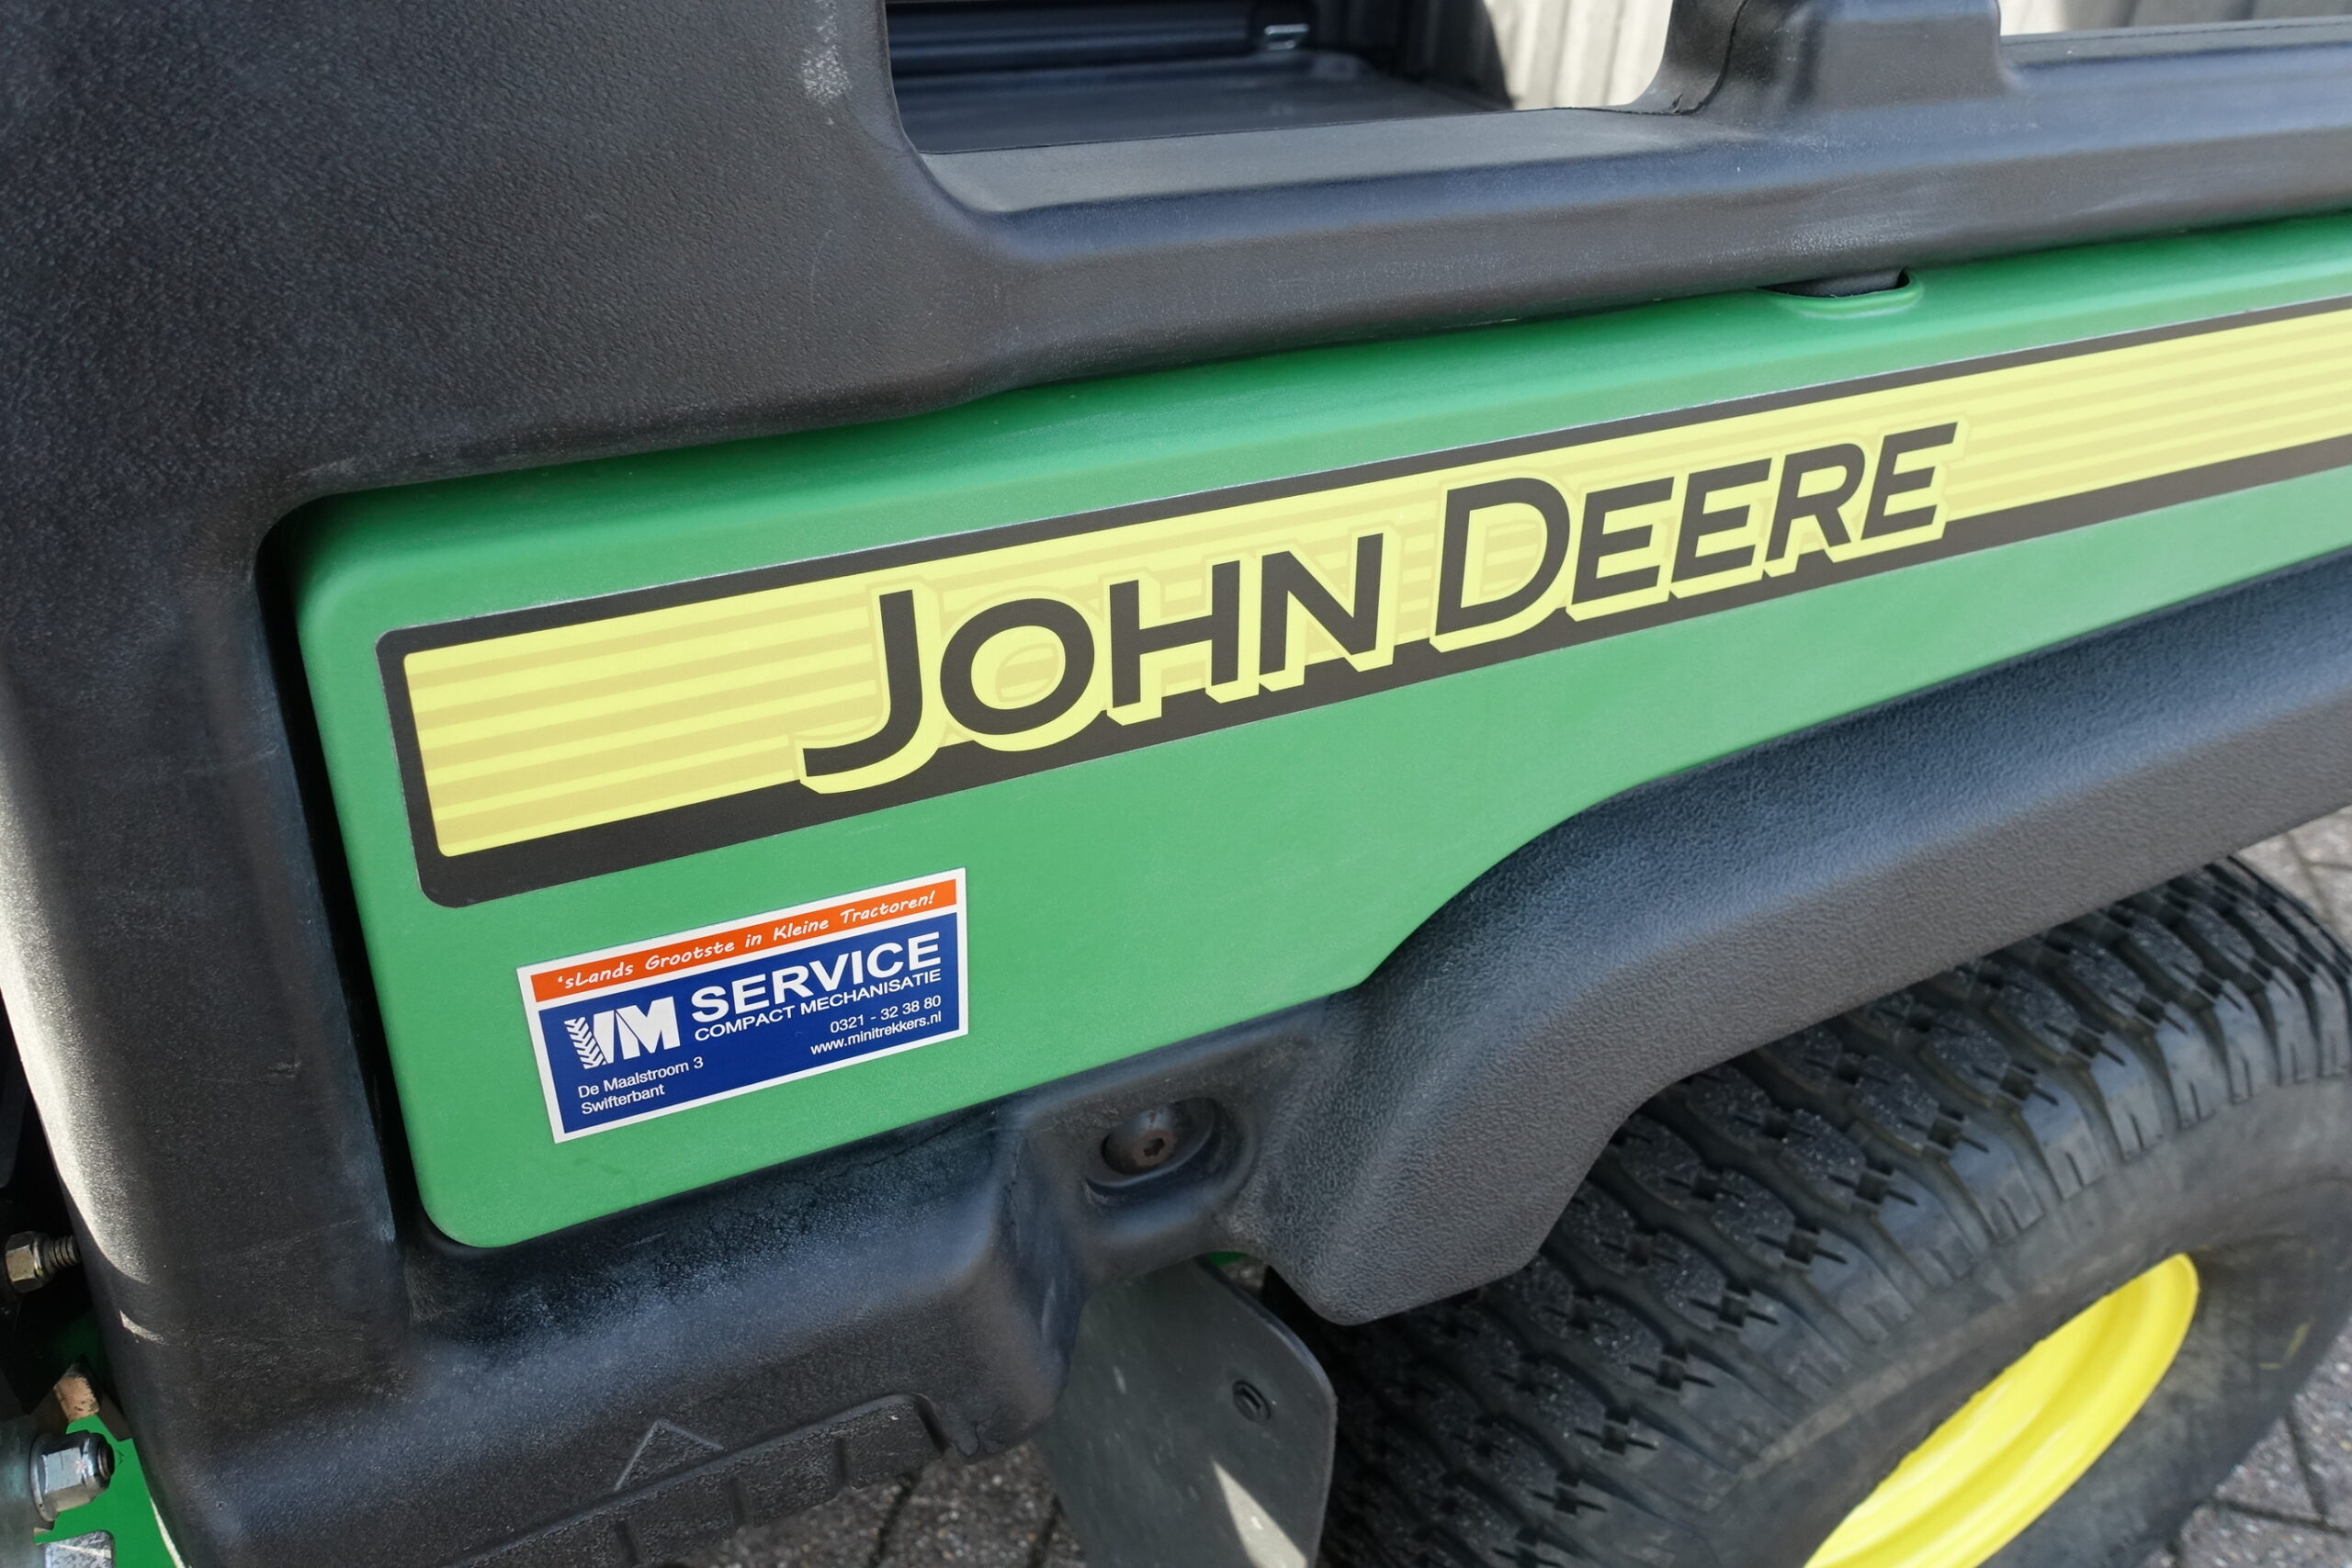 JOHN DEERE
'sLands Grootste in Kleine Tractoren!
VM SERVICE
COMPACT MECHANISATIE
0321 - 32 38 80
www.minitrekkers.nl
De Maalstroom 3
Swifterbant